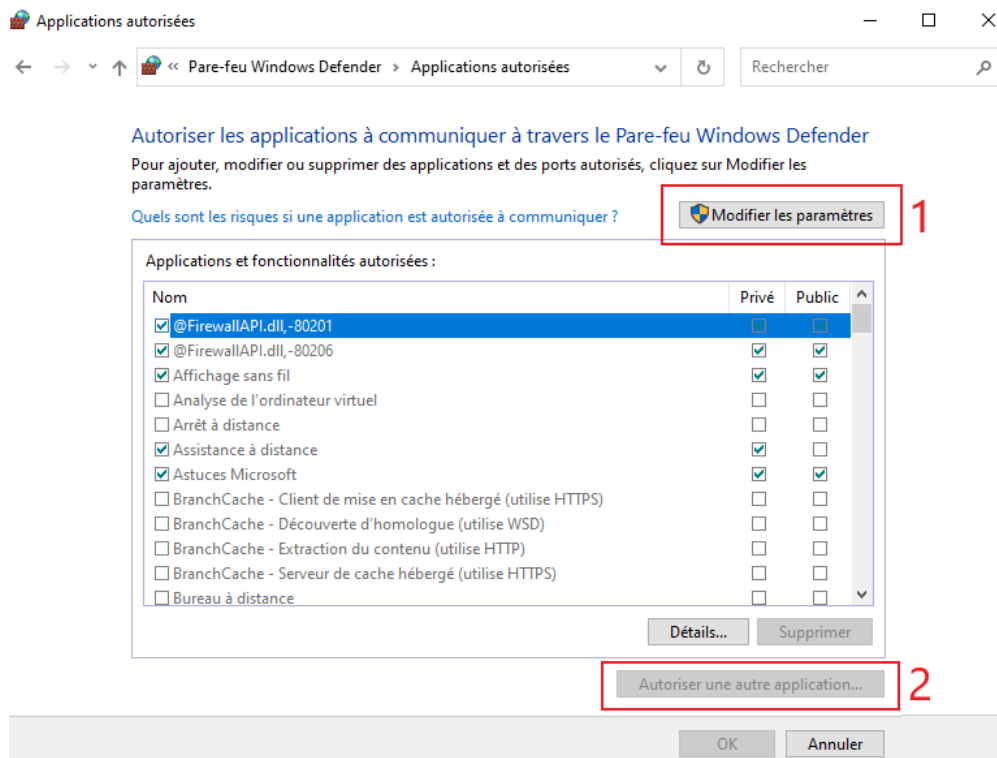 Applications autorisées
« Pare-feu Windows Defender > Applications autorisées
Rechercher
Autoriser les applications à communiquer à travers le Pare-feu Windows Defender
Pour ajouter, modifier ou supprimer des applications et des ports autorisés, cliquez sur Modifier les
paramètres.
Quels sont les risques si une application est autorisée à communiquer ?
Modifier les paramètres
1
Applications et fonctionnalités autorisées :
Nom Privé Public
@FirewallAPI.dll,-80201
@FirewallAPI.dll,-80206
Affichage sans fil
Analyse de l'ordinateur virtuel
Arrêt à distance
Assistance à distance
Astuces Microsoft
BranchCache - Client de mise en cache hébergé (utilise HTTPS)
BranchCache - Découverte d'homologue (utilise WSD)
BranchCache - Extraction du contenu (utilise HTTP)
BranchCache - Serveur de cache hébergé (utilise HTTPS)
Bureau à distance
Détails... Supprimer
Autoriser une autre application...
2
OK Annuler